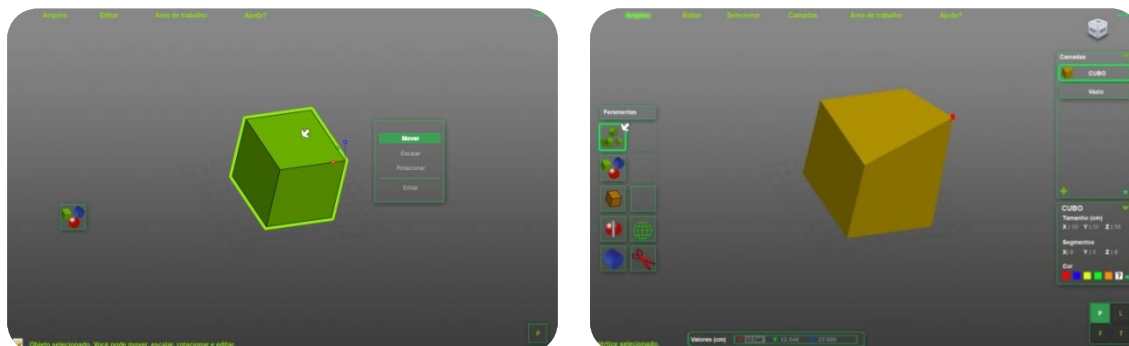 Arquivo Editar Área de trabalho Ajuda?
Mover
Escalar
Rotacionar
Editar
P
Objeto selecionado. Você pode mover, escalar, rotacionar e editar.
Arquivo Editar Selecionar Camadas Área de trabalho Ajuda?
Camadas
CUBO
Vazio
Ferramentas
CUBO
Tamanho (cm)
X: Y: Z:
Segmentos
X: Y: Z:
Cor
?
P L
F T
Vértice selecionado.
Valores (cm)